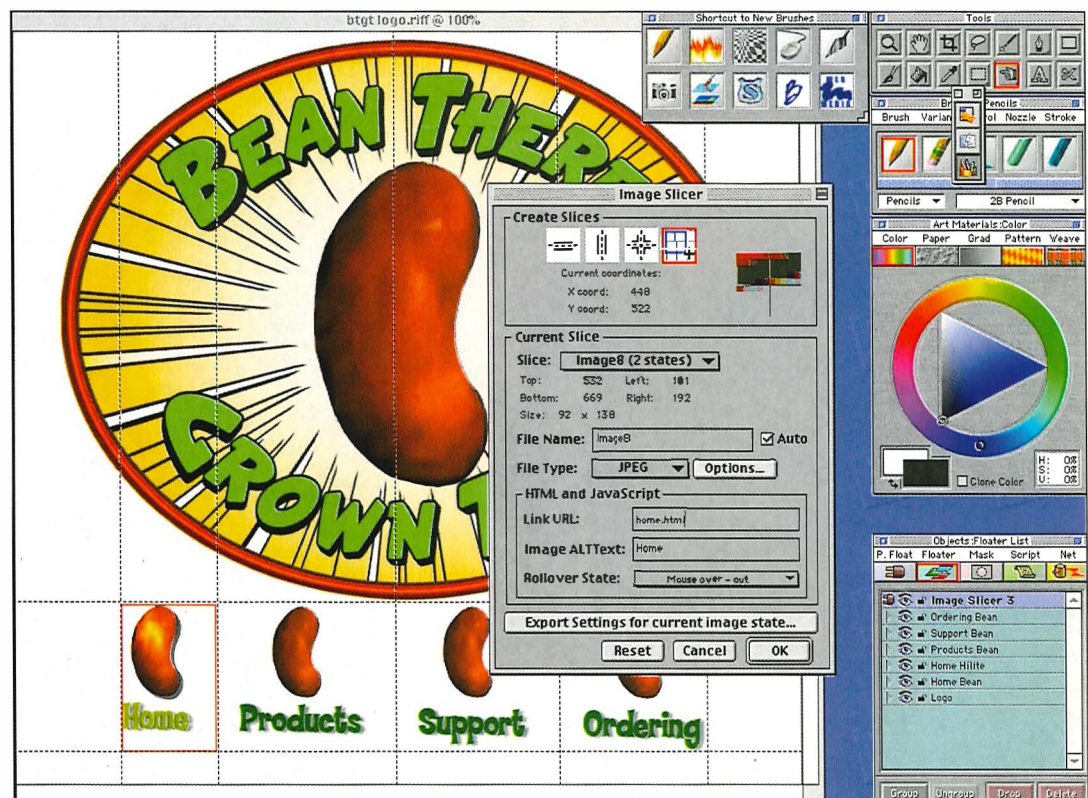 btgt logo.riff @ 100%
BEAN THERE
CROWN T
Home
Products
Support
Ordering
Shortcut to New Brushes
Tools
Image Slicer
Create Slices
Current coordinates:
X coord: 448
Y coord: 522
Current Slice
Slice: Image8 (2 states)
Top: 532 Left: 101
Bottom: 669 Right: 192
Size: 92 x 138
File Name: Image8 Auto
File Type: JPEG Options...
HTML and JavaScript
Link URL: home.html
Image ALTText: Home
Rollover State: Mouse over - out
Export Settings for current image state...
Reset Cancel OK
Pencils
Brush Varian Nozzle Stroke
Pencils 2B Pencil
Art Materials:Color
Color Paper Grad Pattern Weave
Clone Color
H: 0%
S: 0%
V: 0%
Objects:Floater List
P. Float Floater Mask Script Net
Image Slicer 3
Ordering Bean
Support Bean
Products Bean
Home Hilite
Home Bean
Logo
Group Ungroup Drop Delete